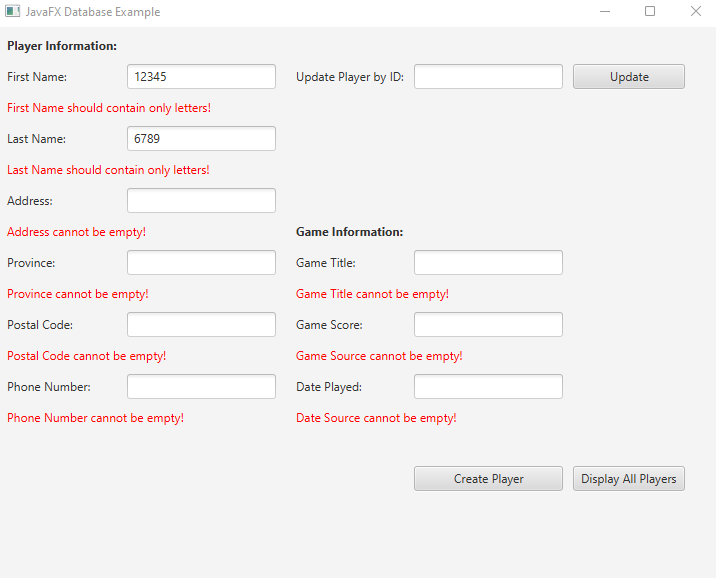 JavaFX Database Example
Player Information:
First Name: 12345 Update Player by ID: Update
First Name should contain only letters!
Last Name: 6789
Last Name should contain only letters!
Address:
Address cannot be empty! Game Information:
Province: Game Title:
Province cannot be empty! Game Title cannot be empty!
Postal Code: Game Score:
Postal Code cannot be empty! Game Source cannot be empty!
Phone Number: Date Played:
Phone Number cannot be empty! Date Source cannot be empty!
Create Player Display All Players